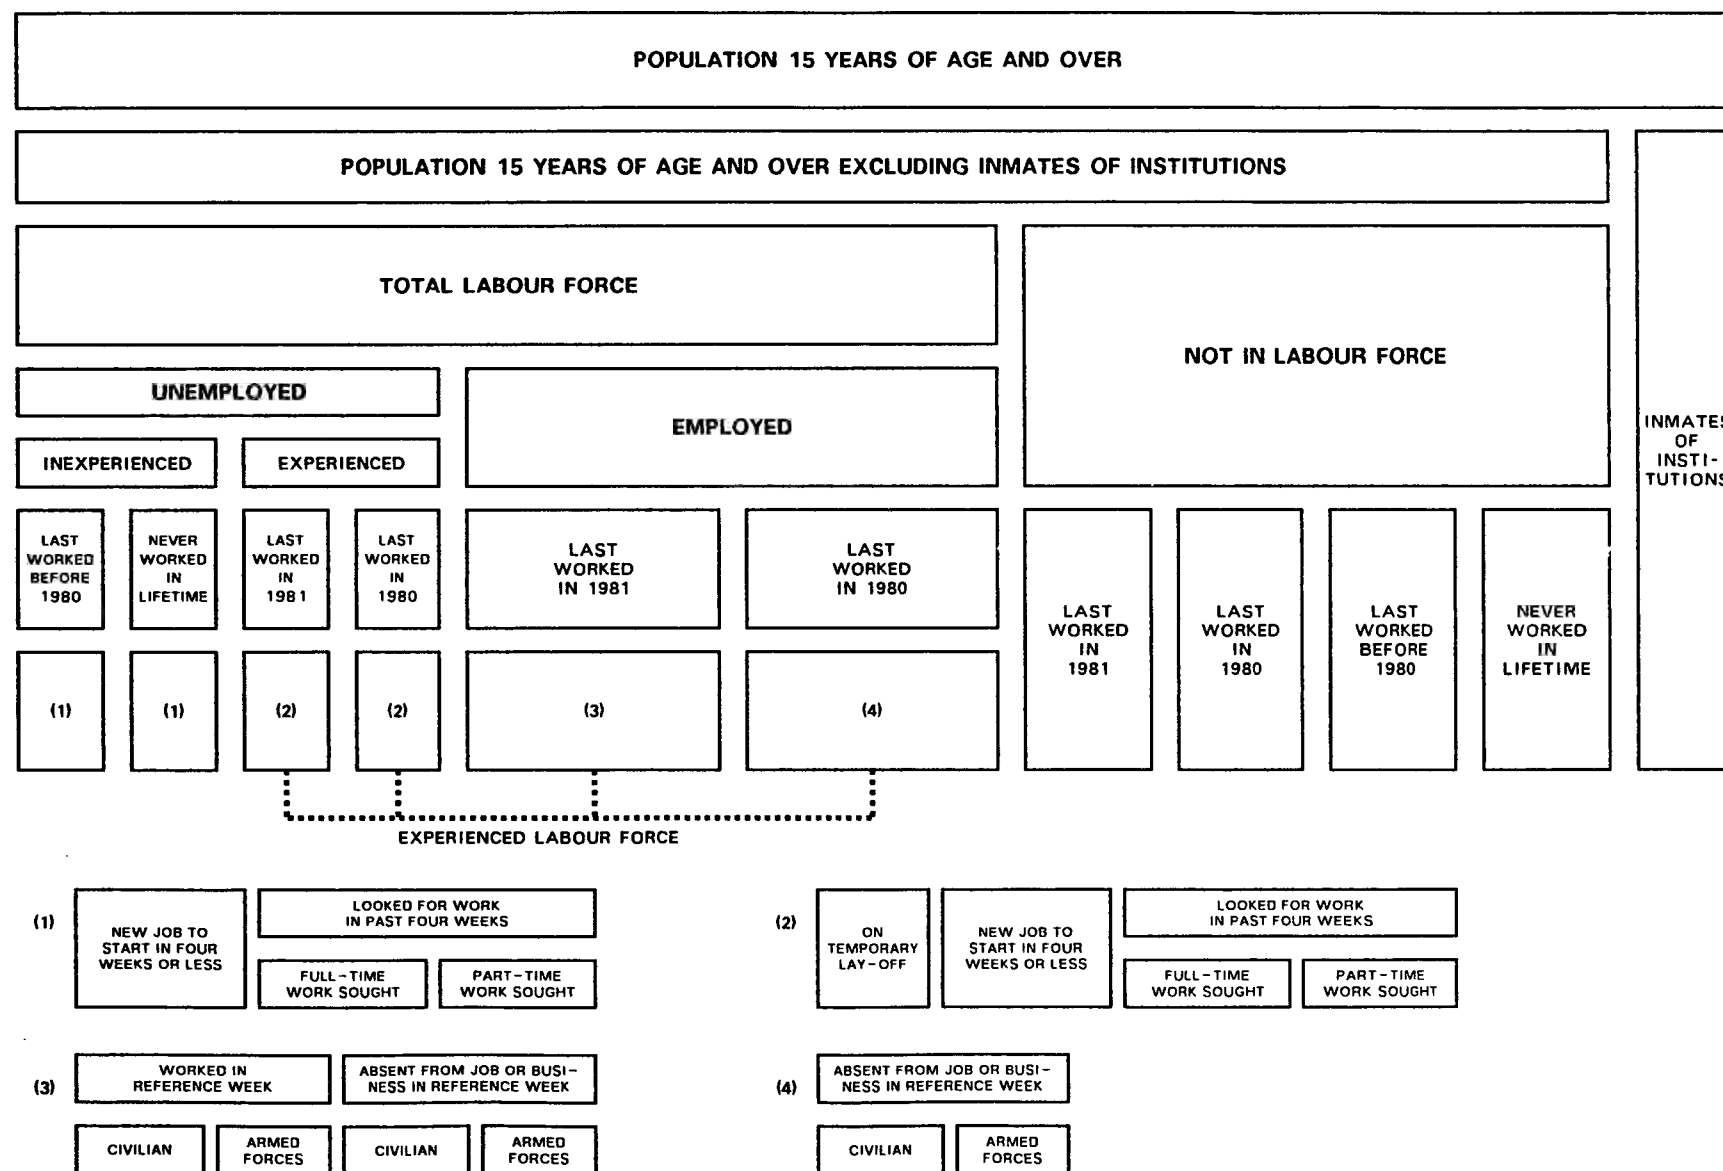 POPULATION 15 YEARS OF AGE AND OVER
POPULATION 15 YEARS OF AGE AND OVER EXCLUDING INMATES OF INSTITUTIONS
TOTAL LABOUR FORCE
NOT IN LABOUR FORCE
INMATES
OF
INSTI-
TUTIONS
UNEMPLOYED
EMPLOYED
INEXPERIENCED
EXPERIENCED
LAST
WORKED
BEFORE
1980
NEVER
WORKED
IN
LIFETIME
LAST
WORKED
IN
1981
LAST
WORKED
IN
1980
LAST
WORKED
IN 1981
LAST
WORKED
IN 1980
LAST
WORKED
IN
1981
LAST
WORKED
IN
1980
LAST
WORKED
BEFORE
1980
NEVER
WORKED
IN
LIFETIME
(1)
(1)
(2)
(2)
(3)
(4)
EXPERIENCED LABOUR FORCE
(1)
NEW JOB TO
START IN FOUR
WEEKS OR LESS
LOOKED FOR WORK
IN PAST FOUR WEEKS
FULL-TIME
WORK SOUGHT
PART-TIME
WORK SOUGHT
(2)
ON
TEMPORARY
LAY-OFF
NEW JOB TO
START IN FOUR
WEEKS OR LESS
LOOKED FOR WORK
IN PAST FOUR WEEKS
FULL-TIME
WORK SOUGHT
PART-TIME
WORK SOUGHT
(3)
WORKED IN
REFERENCE WEEK
ABSENT FROM JOB OR BUSI-
NESS IN REFERENCE WEEK
CIVILIAN
ARMED
FORCES
CIVILIAN
ARMED
FORCES
(4)
ABSENT FROM JOB OR BUSI-
NESS IN REFERENCE WEEK
CIVILIAN
ARMED
FORCES